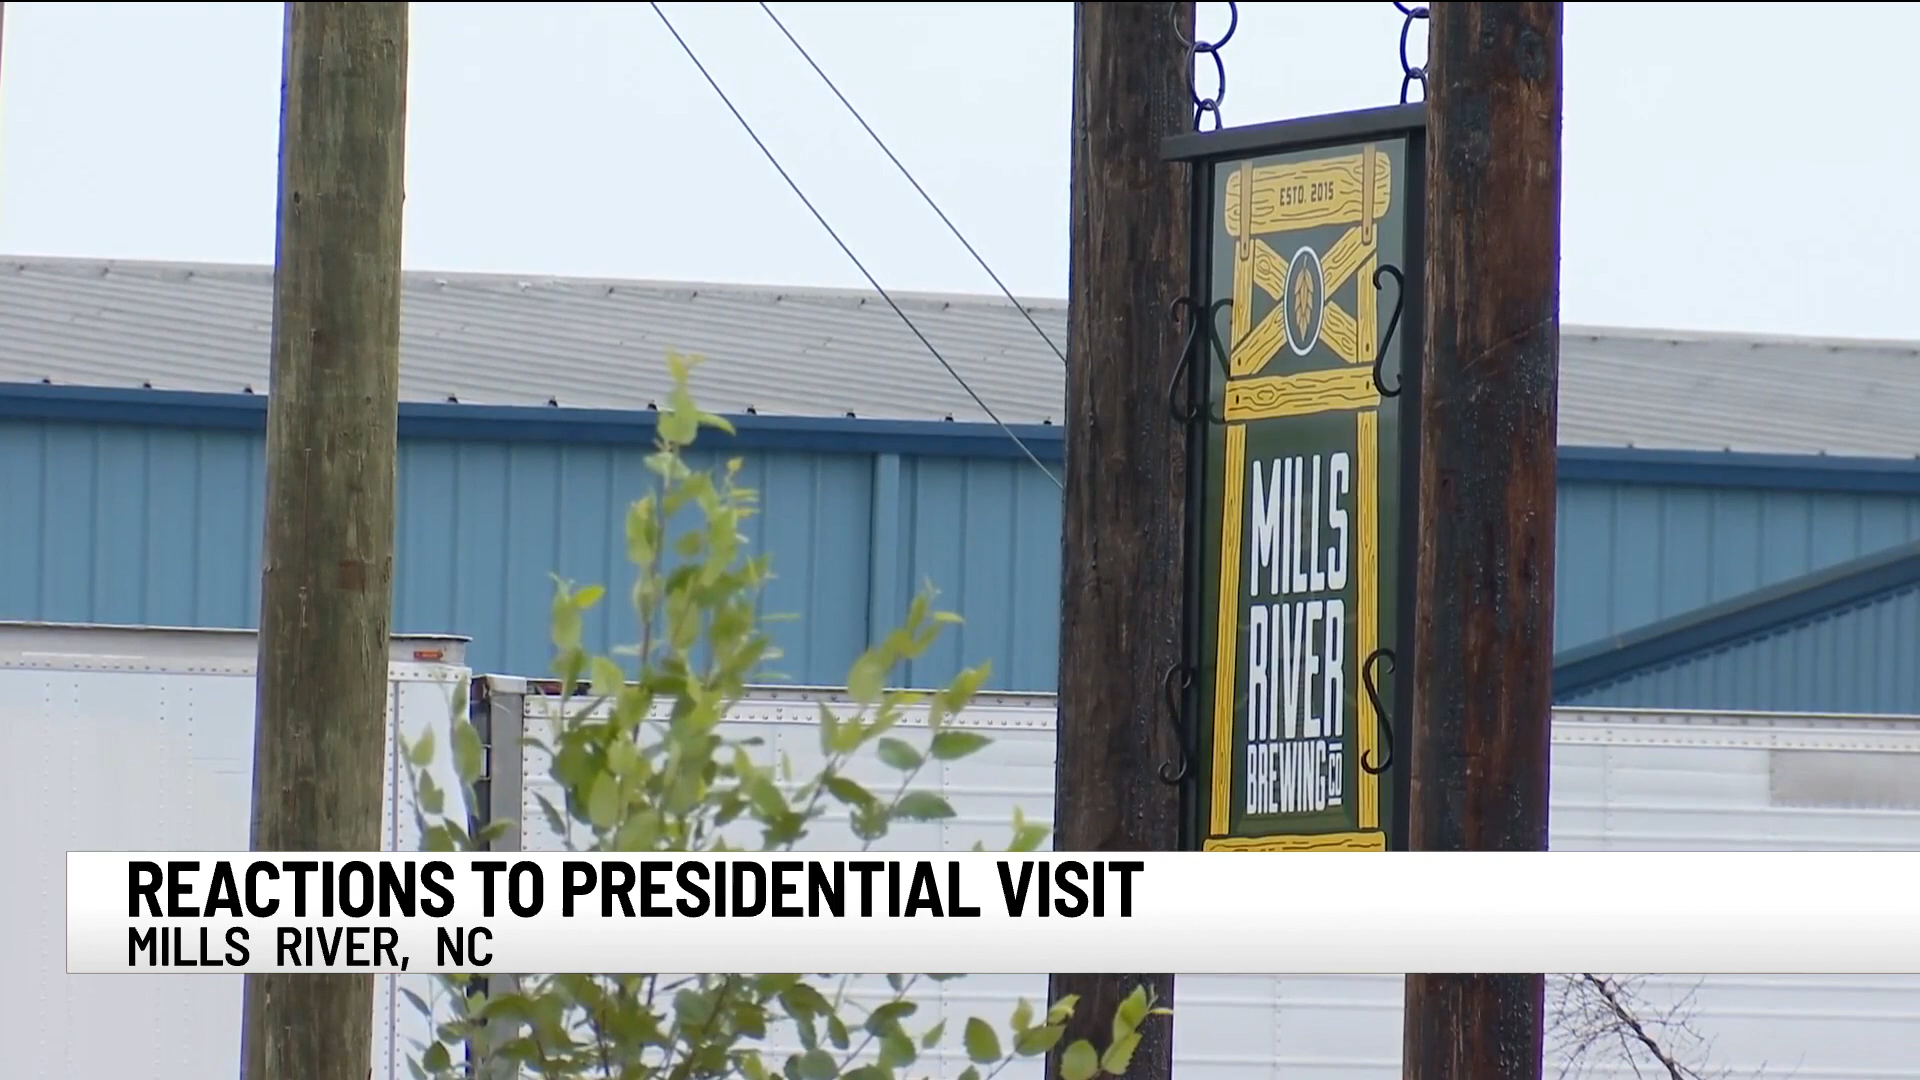 ESTD. 2015
MILLS
RIVER
BREWING CO
REACTIONS TO PRESIDENTIAL VISIT
MILLS RIVER, NC